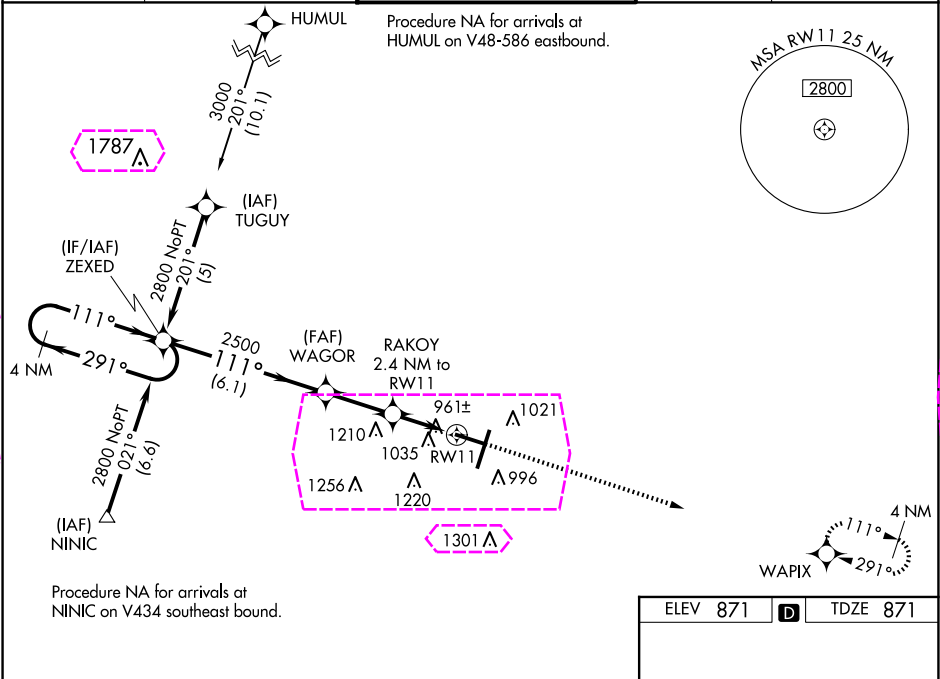 HUMUL
Procedure NA for arrivals at
HUMUL on V48-586 eastbound.
MSA RW11 25 NM
2800
3000
201°
(10.1)
1787
(IAF)
TUGUY
(IF/IAF)
ZEXED
2800 NoPT
201°
(5)
111°
291°
4 NM
2500
111°
(6.1)
(FAF)
WAGOR
RAKOY
2.4 NM to
RW11
961±
1021
1210
1035
RW11
1256
1220
996
2800 NoPT
021°
(6.6)
(IAF)
NINIC
1301
4 NM
111°
291°
WAPIX
Procedure NA for arrivals at
NINIC on V434 southeast bound.
ELEV 871 D TDZE 871